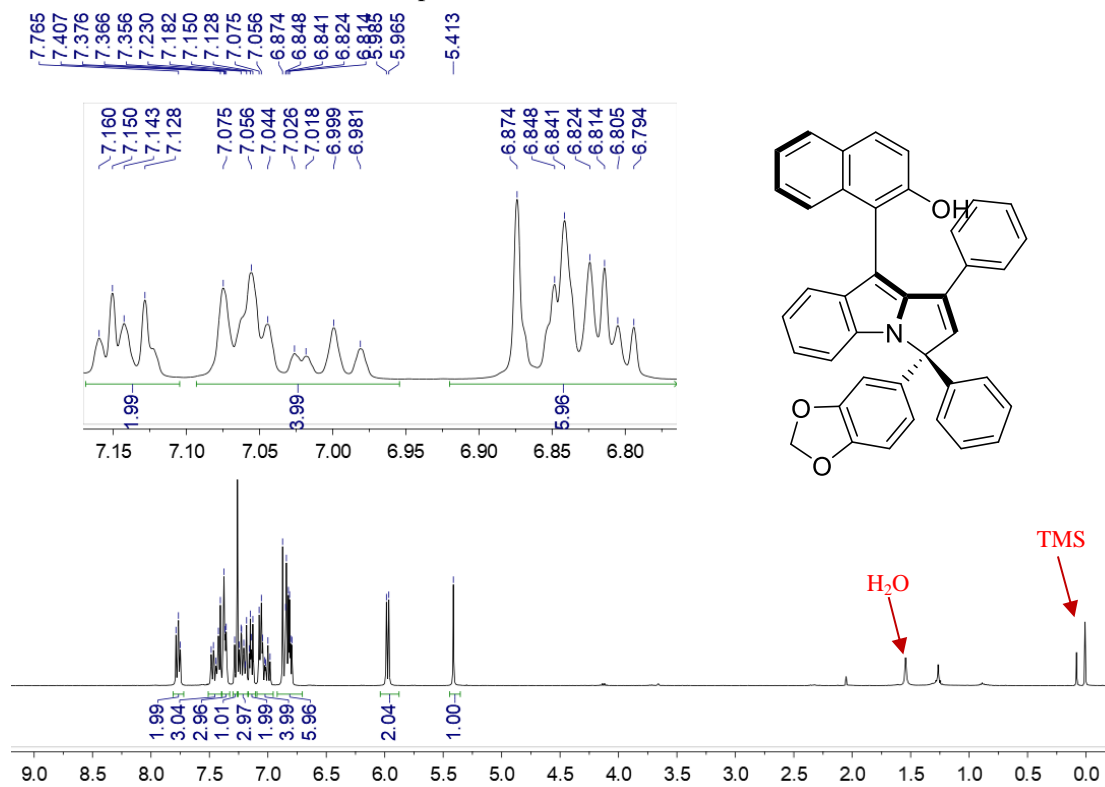 7.765 7.407 7.376 7.366 7.356 7.230 7.182 7.150 7.128 7.075 7.056 6.874 6.848 6.841 6.824 6.814 5.985 5.965 5.413
7.160 7.150 7.143 7.128 7.075 7.056 7.044 7.026 7.018 6.999 6.981 6.874 6.848 6.841 6.824 6.814 6.805 6.794
OH
N
O
O
1.99 3.99 5.96
7.15 7.10 7.05 7.00 6.95 6.90 6.85 6.80
TMS
H₂O
1.99 3.04 2.96 1.01 2.97 1.99 3.99 5.96 2.04 1.00
9.0 8.5 8.0 7.5 7.0 6.5 6.0 5.5 5.0 4.5 4.0 3.5 3.0 2.5 2.0 1.5 1.0 0.5 0.0